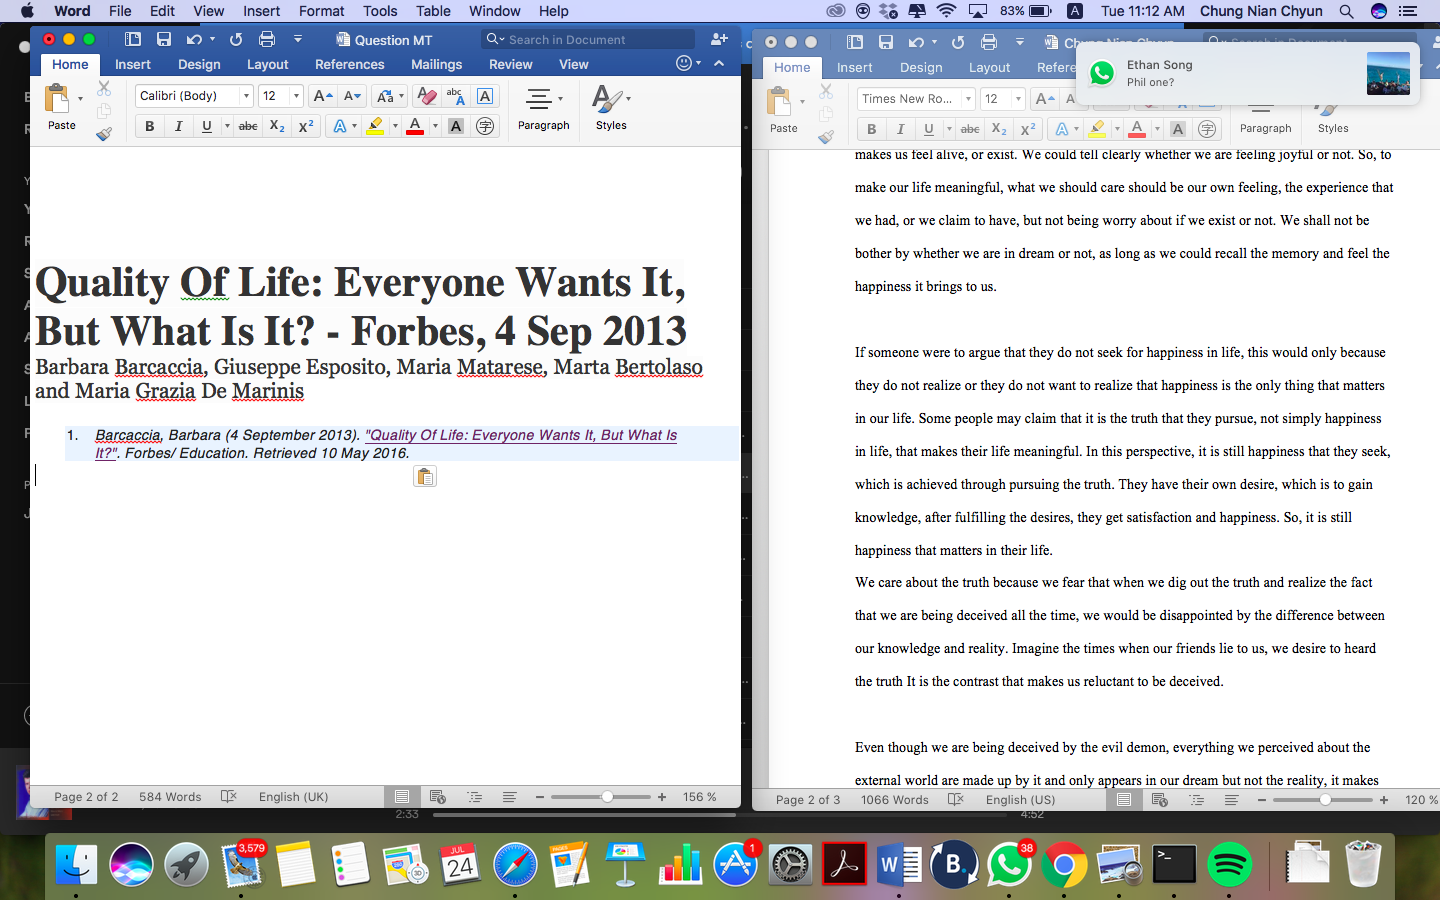 Word File Edit View Insert Format Tools Table Window Help 83% A Tue 11:12 AM Chung Nian Chyun
Question MT
Search in Document
Home Insert Design Layout References Mailings Review View
Paste
Calibri (Body) 12
Paragraph
Styles
Quality Of Life: Everyone Wants It,
But What Is It? - Forbes, 4 Sep 2013
Barbara Barcaccia, Giuseppe Esposito, Maria Matarese, Marta Bertolaso
and Maria Grazia De Marinis
1. Barcaccia, Barbara (4 September 2013). "Quality Of Life: Everyone Wants It, But What Is
It?". Forbes/ Education. Retrieved 10 May 2016.
Page 2 of 2 584 Words English (UK) 156 %
Home Insert Design Layout
Ethan Song
Phil one?
Paste
Times New Ro... 12
Paragraph
Styles
makes us feel alive, or exist. We could tell clearly whether we are feeling joyful or not. So, to
make our life meaningful, what we should care should be our own feeling, the experience that
we had, or we claim to have, but not being worry about if we exist or not. We shall not be
bother by whether we are in dream or not, as long as we could recall the memory and feel the
happiness it brings to us.
If someone were to argue that they do not seek for happiness in life, this would only because
they do not realize or they do not want to realize that happiness is the only thing that matters
in our life. Some people may claim that it is the truth that they pursue, not simply happiness
in life, that makes their life meaningful. In this perspective, it is still happiness that they seek,
which is achieved through pursuing the truth. They have their own desire, which is to gain
knowledge, after fulfilling the desires, they get satisfaction and happiness. So, it is still
happiness that matters in their life.
We care about the truth because we fear that when we dig out the truth and realize the fact
that we are being deceived all the time, we would be disappointed by the difference between
our knowledge and reality. Imagine the times when our friends lie to us, we desire to heard
the truth It is the contrast that makes us reluctant to be deceived.
Even though we are being deceived by the evil demon, everything we perceived about the
external world are made up by it and only appears in our dream but not the reality, it makes
Page 2 of 3 1066 Words English (US) 120 %
2:33 4:52
3,579
JUL
24
1
38